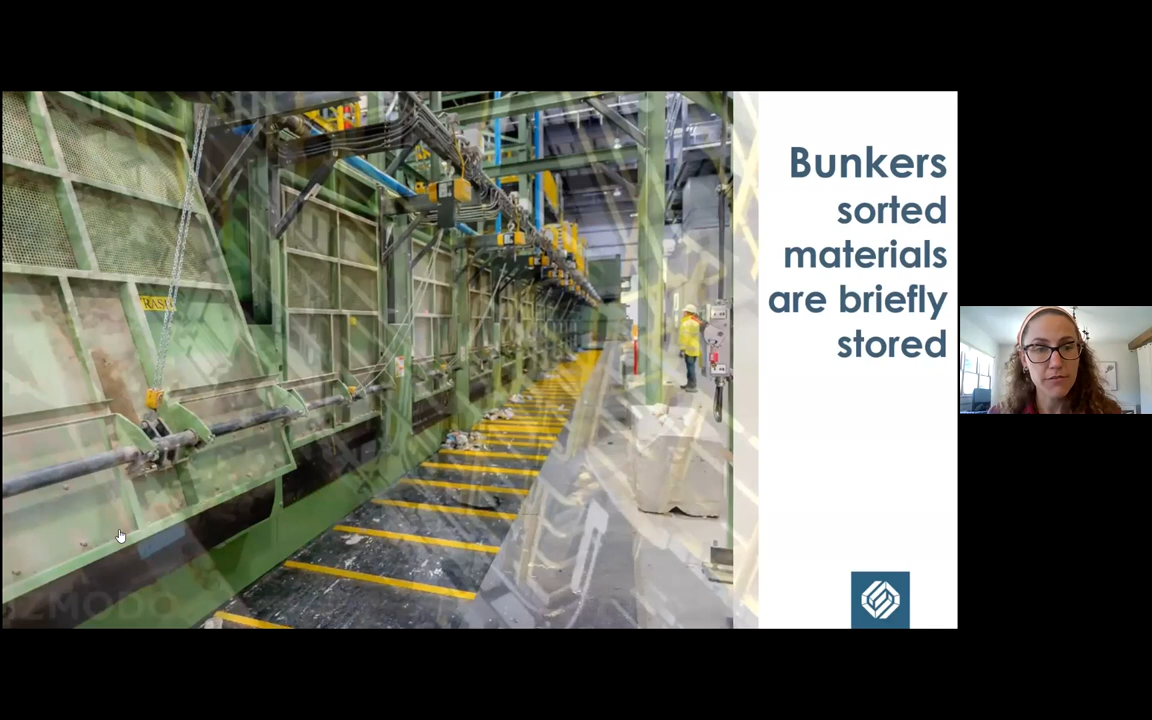 Bunkers
sorted
materials
are briefly
stored